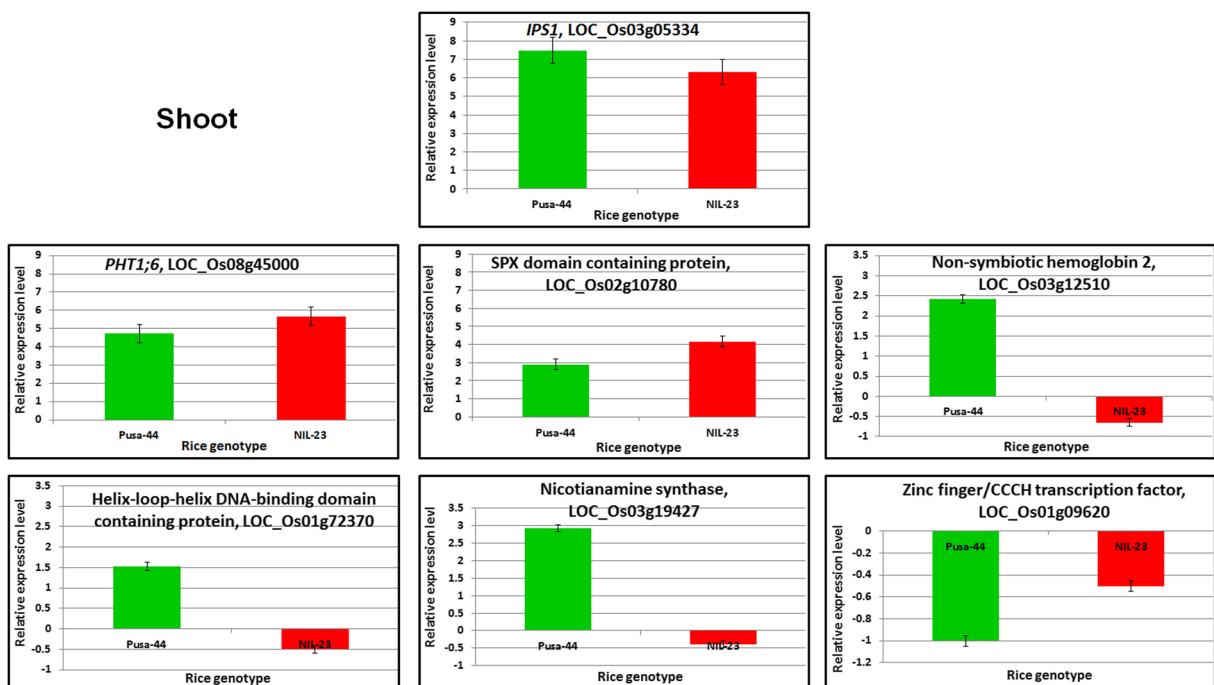 Shoot
IPS1, LOC_Os03g05334
Relative expression level
9
8
7
6
5
4
3
2
1
0
Pusa-44 NIL-23
Rice genotype
PHT1;6, LOC_Os08g45000
Relative expression level
9
8
7
6
5
4
3
2
1
0
Pusa-44 NIL-23
Rice genotype
SPX domain containing protein,
LOC_Os02g10780
Relative expression level
9
8
7
6
5
4
3
2
1
0
Pusa-44 NIL-23
Rice genotype
Non-symbiotic hemoglobin 2,
LOC_Os03g12510
Relative expression level
3.5
3
2.5
2
1.5
1
0.5
0
-0.5
-1
Pusa-44 NIL-23
Rice genotype
Helix-loop-helix DNA-binding domain
containing protein, LOC_Os01g72370
Relative expression level
3.5
3
2.5
2
1.5
1
0.5
0
-0.5
-1
Pusa-44 NIL-23
Rice genotype
Nicotianamine synthase,
LOC_Os03g19427
Relative expression levl
3.5
3
2.5
2
1.5
1
0.5
0
-0.5
-1
Pusa-44 NIL-23
Rice genotype
Zinc finger/CCCH transcription factor,
LOC_Os01g09620
Relative expression level
0
-0.2
-0.4
-0.6
-0.8
-1
-1.2
Pusa-44 NIL-23
Rice genotype